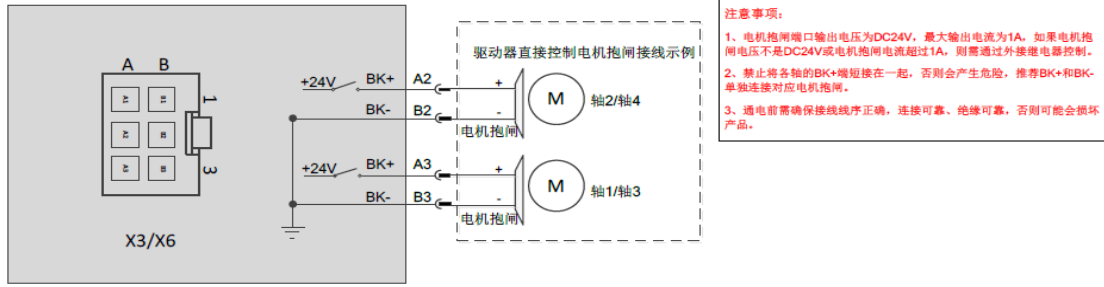 A B
A1 B1
A2 B2
A3 B3
1
3
X3/X6
驱动器直接控制电机抱闸接线示例
+24V BK+ A2 + M 轴2/轴4
BK- B2 -
电机抱闸
+24V BK+ A3 + M 轴1/轴3
BK- B3 -
电机抱闸
注意事项：
1、电机抱闸端口输出电压为DC24V，最大输出电流为1A，如果电机抱
闸电压不是DC24V或电机抱闸电流超过1A，则需通过外接继电器控制。
2、禁止将各轴的BK+端短接在一起，否则会产生危险，推荐BK+和BK-
单独连接对应电机抱闸。
3、通电前需确保接线线序正确，连接可靠、绝缘可靠，否则可能会损坏
产品。